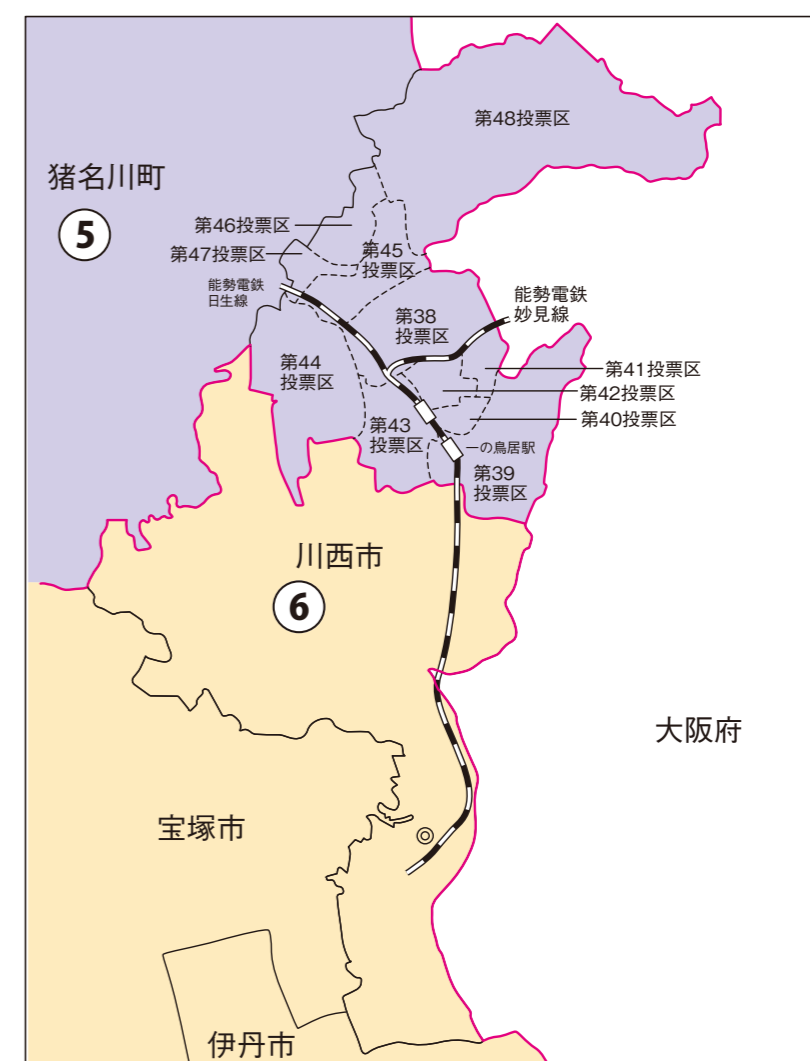 第48投票区
猪名川町
⑤
第46投票区
第47投票区
第45
投票区
能勢電鉄
日生線
能勢電鉄
妙見線
第38
投票区
第44
投票区
第41投票区
第42投票区
第40投票区
第43
投票区
一の鳥居駅
第39
投票区
川西市
⑥
大阪府
宝塚市
伊丹市